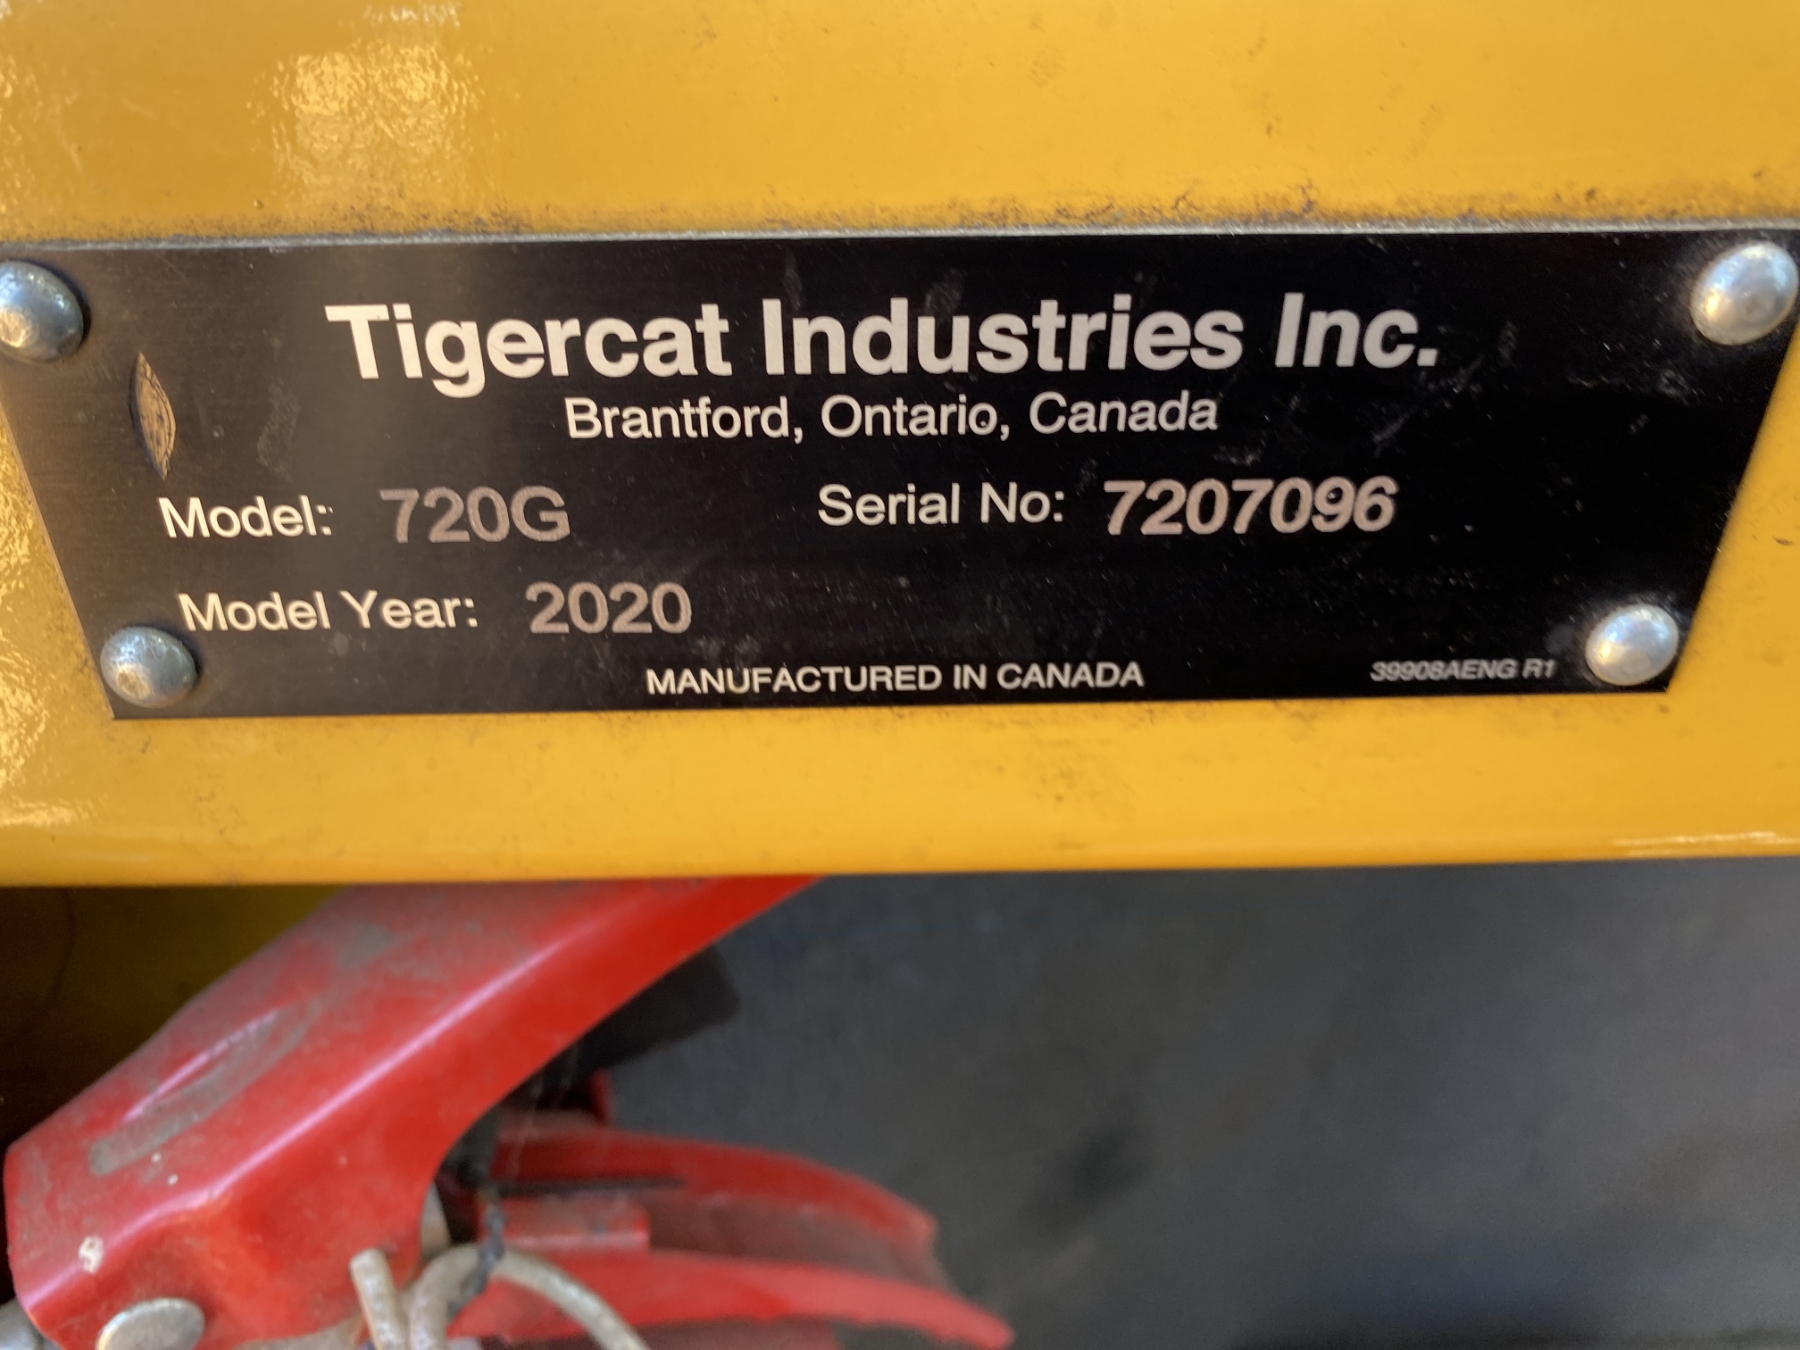 Tigercat Industries Inc.
Brantford, Ontario, Canada
Model: 720G Serial No: 7207096
Model Year: 2020
MANUFACTURED IN CANADA 39908AENG R1